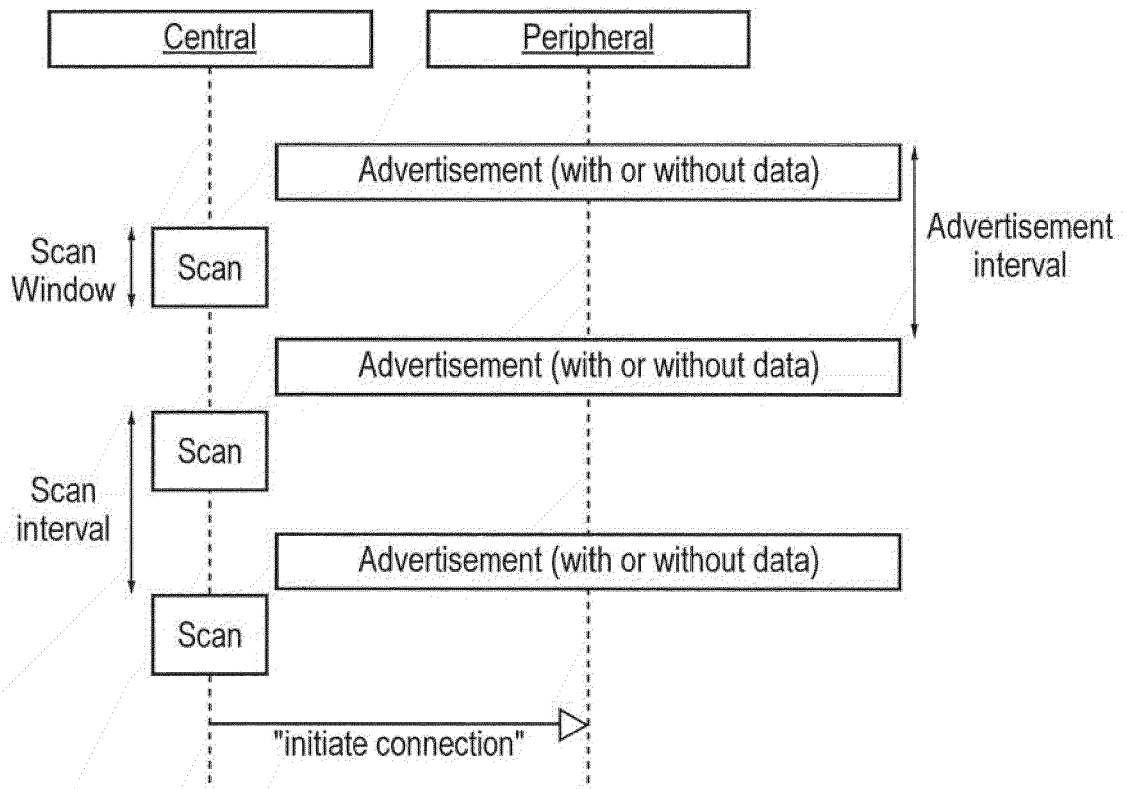 Central
Peripheral
Advertisement (with or without data)
Advertisement
interval
Scan
Window
Scan
Advertisement (with or without data)
Scan
Scan
interval
Advertisement (with or without data)
Scan
"initiate connection"